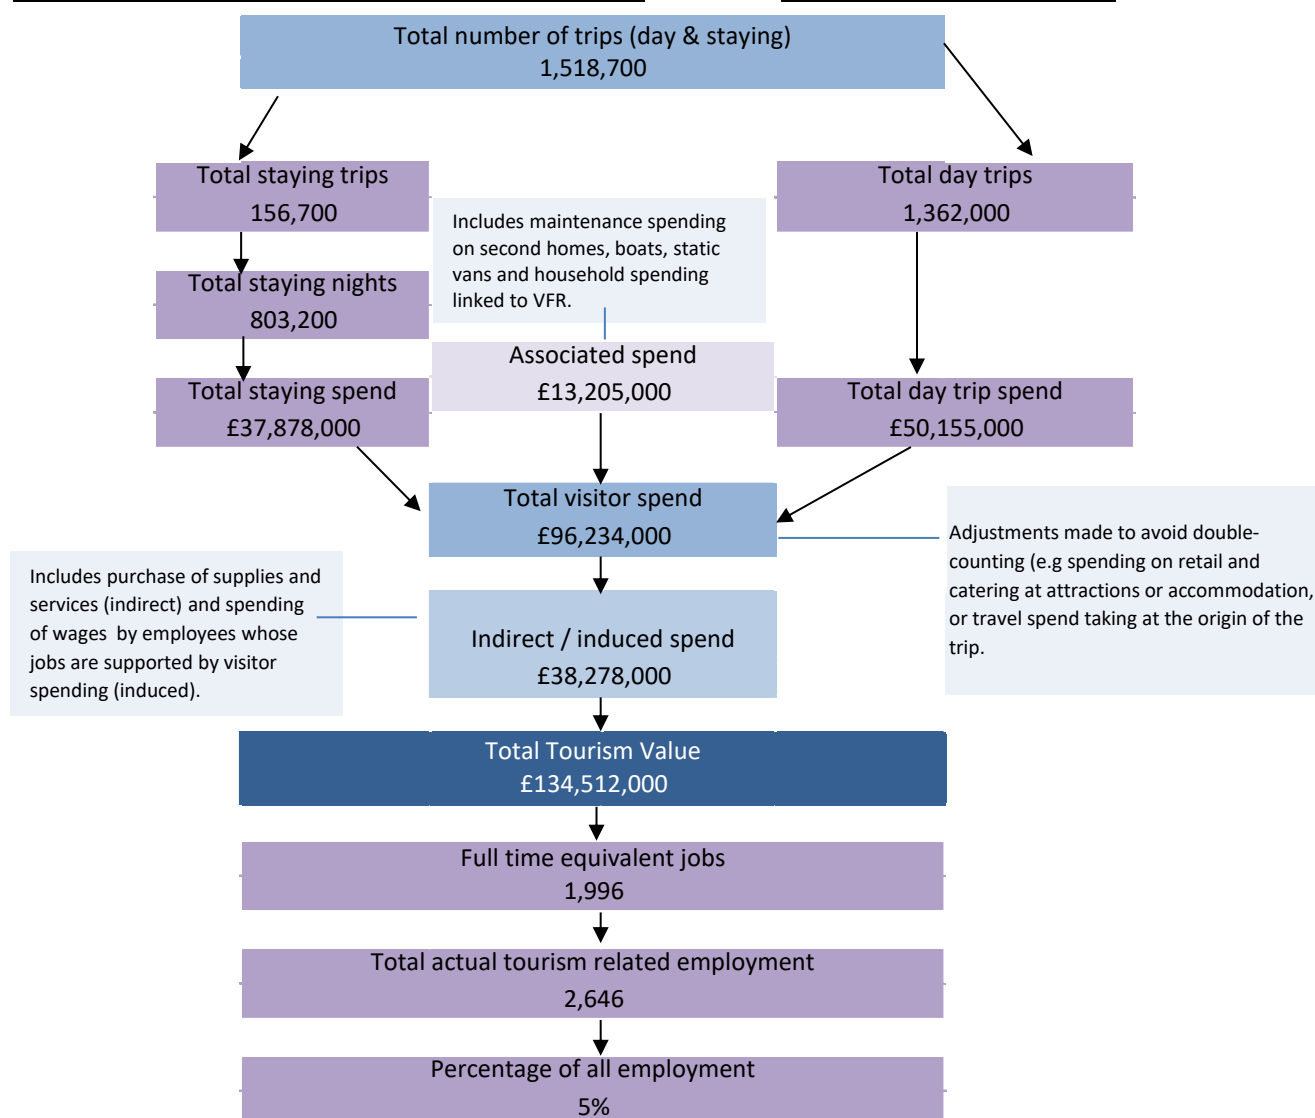 Total number of trips (day & staying)
1,518,700
Total staying trips
156,700
Total day trips
1,362,000
Includes maintenance spending
on second homes, boats, static
vans and household spending
linked to VFR.
Total staying nights
803,200
Associated spend
£13,205,000
Total staying spend
£37,878,000
Total day trip spend
£50,155,000
Total visitor spend
£96,234,000
Adjustments made to avoid double-
counting (e.g spending on retail and
catering at attractions or accommodation,
or travel spend taking at the origin of the
trip.
Includes purchase of supplies and
services (indirect) and spending
of wages by employees whose
jobs are supported by visitor
spending (induced).
Indirect / induced spend
£38,278,000
Total Tourism Value
£134,512,000
Full time equivalent jobs
1,996
Total actual tourism related employment
2,646
Percentage of all employment
5%